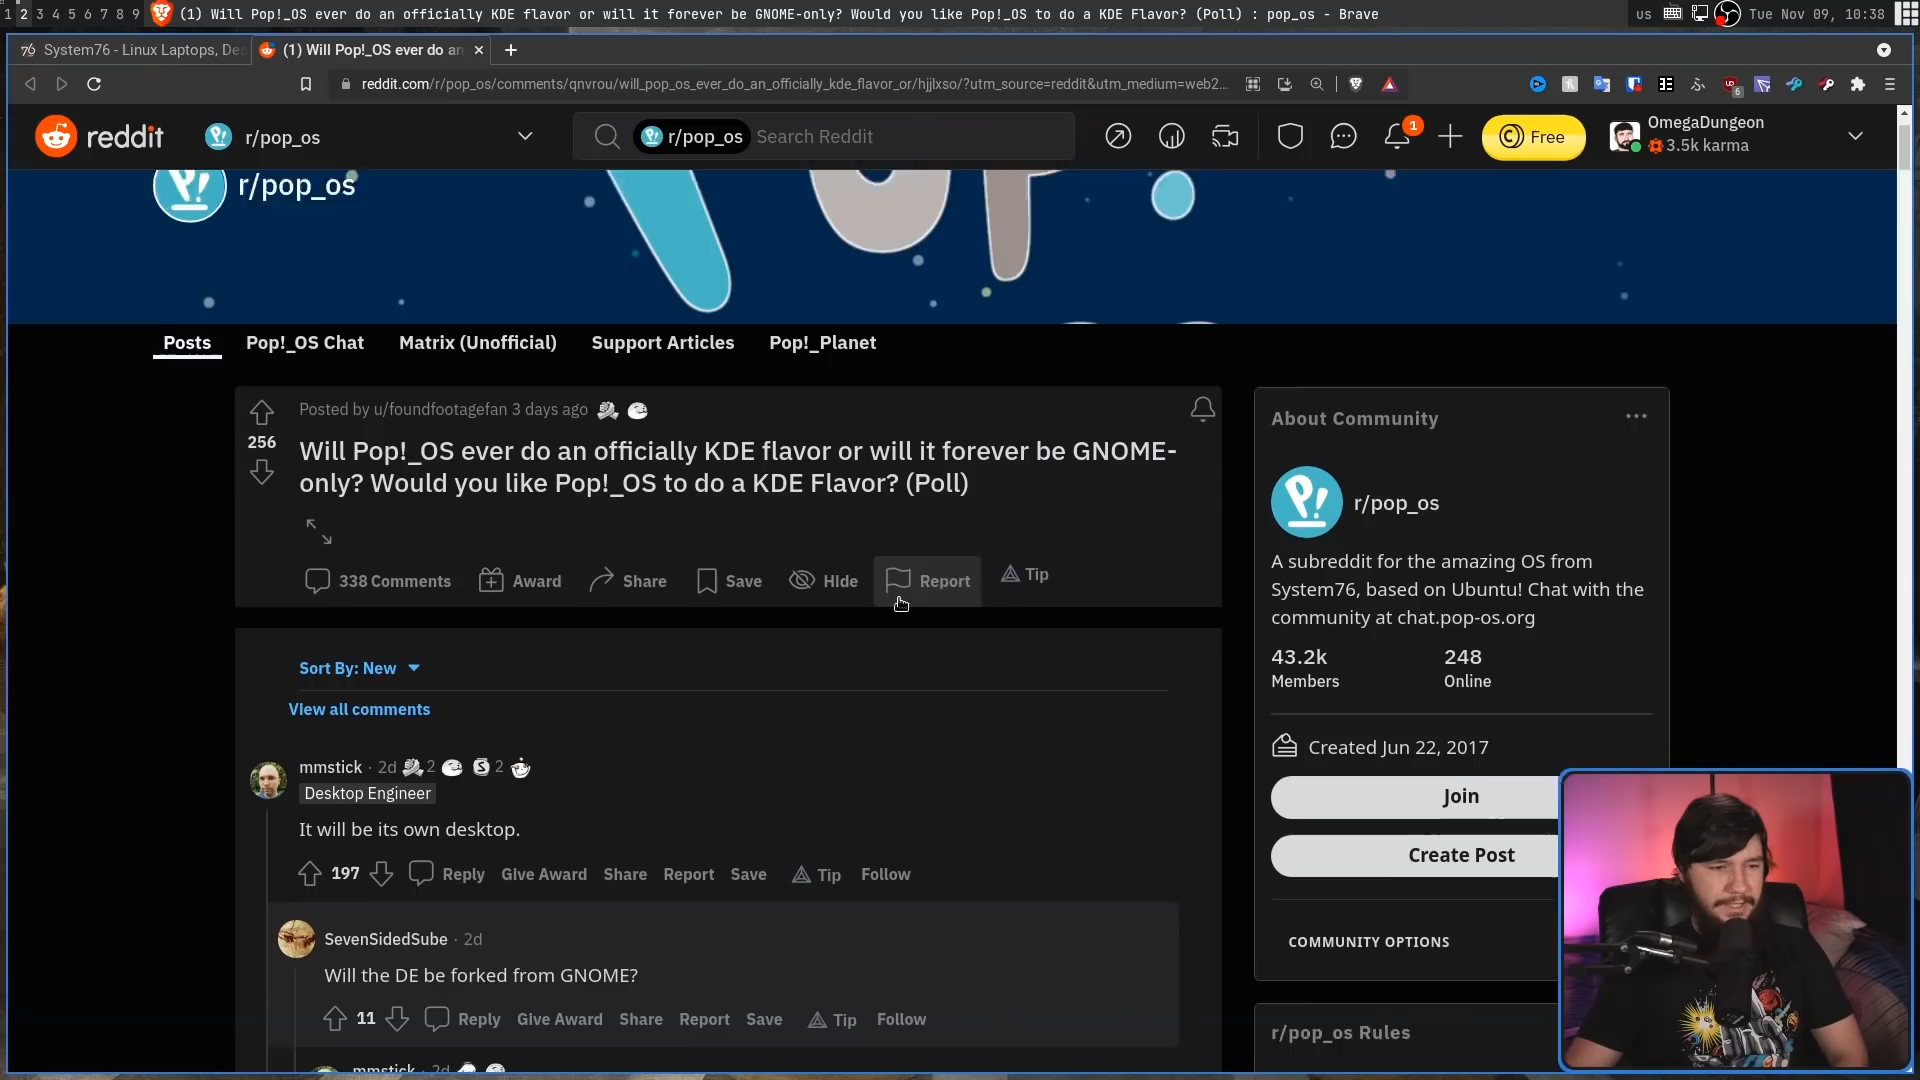 1 2 3 4 5 6 7 8 9 (1) Will Pop!_OS ever do an officially KDE flavor or will it forever be GNOME-only? Would you like Pop!_OS to do a KDE Flavor? (Poll) : pop_os - Brave us Tue Nov 09, 10:38
System76 - Linux Laptops, Des (1) Will Pop!_OS ever do an
reddit.com/r/pop_os/comments/qnvrou/will_pop_os_ever_do_an_officially_kde_flavor_or/hjjlxso/?utm_source=reddit&utm_medium=web2... 6
reddit r/pop_os r/pop_os Search Reddit 1 Free OmegaDungeon
3.5k karma
r/pop_os
Posts Pop!_OS Chat Matrix (Unofficial) Support Articles Pop!_Planet
Posted by u/foundfootagefan 3 days ago
256
Will Pop!_OS ever do an officially KDE flavor or will it forever be GNOME-
only? Would you like Pop!_OS to do a KDE Flavor? (Poll)
338 Comments Award Share Save Hide Report Tip
Sort By: New
View all comments
mmstick · 2d 2 S 2
Desktop Engineer
It will be its own desktop.
197 Reply Give Award Share Report Save Tip Follow
SevenSidedSube · 2d
Will the DE be forked from GNOME?
11 Reply Give Award Share Report Save Tip Follow
mmstick · 2d
About Community
P!
r/pop_os
A subreddit for the amazing OS from
System76, based on Ubuntu! Chat with the
community at chat.pop-os.org
43.2k 248
Members Online
Created Jun 22, 2017
Join
Create Post
COMMUNITY OPTIONS
r/pop_os Rules